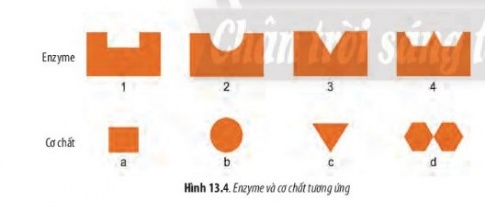 Chân trời sáng t
Enzyme
1 2 3 4
Cơ chất
a b c d
Hình 13.4. Enzyme và cơ chất tương ứng